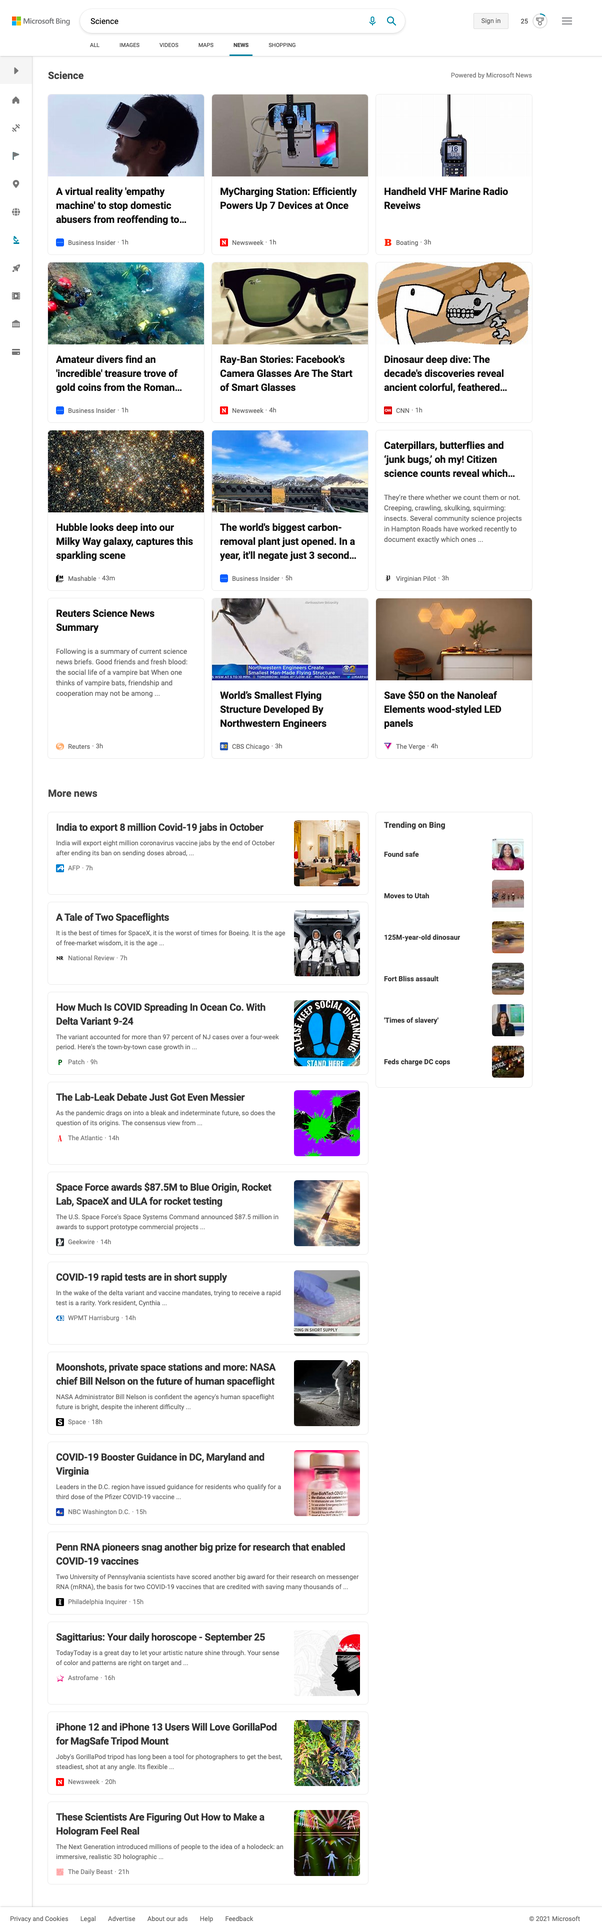 Microsoft Bing
Science
Sign in
25
ALL
IMAGES
VIDEOS
MAPS
NEWS
SHOPPING
Science
Powered by Microsoft News
A virtual reality 'empathy
machine' to stop domestic
abusers from reoffending to...
Business Insider · 1h
MyCharging Station: Efficiently
Powers Up 7 Devices at Once
Newsweek · 1h
Handheld VHF Marine Radio
Reveiws
Boating · 3h
Amateur divers find an
'incredible' treasure trove of
gold coins from the Roman...
Business Insider · 1h
Ray-Ban Stories: Facebook's
Camera Glasses Are The Start
of Smart Glasses
Newsweek · 4h
Dinosaur deep dive: The
decade's discoveries reveal
ancient colorful, feathered...
CNN · 1h
Hubble looks deep into our
Milky Way galaxy, captures this
sparkling scene
Mashable · 43m
The world's biggest carbon-
removal plant just opened. In a
year, it'll negate just 3 second...
Business Insider · 5h
Caterpillars, butterflies and
'junk bugs,' oh my! Citizen
science counts reveal which...
They're there whether we count them or not.
Creeping, crawling, skulking, squirming:
insects. Several community science projects
in Hampton Roads have worked recently to
document exactly which ones ...
Virginian Pilot · 3h
Reuters Science News
Summary
Following is a summary of current science
news briefs. Good friends and fresh blood:
the social life of a vampire bat When one
thinks of vampire bats, friendship and
cooperation may not be among ...
Reuters · 3h
Northwestern Engineers Create
Smallest Man-Made Flying Structure
World's Smallest Flying
Structure Developed By
Northwestern Engineers
CBS Chicago · 3h
Save $50 on the Nanoleaf
Elements wood-styled LED
panels
The Verge · 4h
More news
India to export 8 million Covid-19 jabs in October
India will export eight million coronavirus vaccine jabs by the end of October
after ending its ban on sending doses abroad, ...
AFP · 7h
A Tale of Two Spaceflights
It is the best of times for SpaceX, it is the worst of times for Boeing. It is the age
of free-market wisdom, it is the age ...
NR National Review · 7h
How Much Is COVID Spreading In Ocean Co. With
Delta Variant 9-24
The variant accounted for more than 97 percent of NJ cases over a four-week
period. Here's the town-by-town case growth in ...
Patch · 9h
PLEASE KEEP SOCIAL DISTANCING
STAND HERE
The Lab-Leak Debate Just Got Even Messier
As the pandemic drags on into a bleak and indeterminate future, so does the
question of its origins. The consensus view from ...
The Atlantic · 14h
Space Force awards $87.5M to Blue Origin, Rocket
Lab, SpaceX and ULA for rocket testing
The U.S. Space Force's Space Systems Command announced $87.5 million in
awards to support prototype commercial projects ...
Geekwire · 14h
COVID-19 rapid tests are in short supply
In the wake of the delta variant and vaccine mandates, trying to receive a rapid
test is a rarity. York resident, Cynthia ...
WPMT Harrisburg · 14h
TING IN SHORT SUPPLY
Moonshots, private space stations and more: NASA
chief Bill Nelson on the future of human spaceflight
NASA Administrator Bill Nelson is confident the agency's human spaceflight
future is bright, despite the inherent difficulty ...
Space · 18h
COVID-19 Booster Guidance in DC, Maryland and
Virginia
Leaders in the D.C. region have issued guidance for residents who qualify for a
third dose of the Pfizer COVID-19 vaccine ...
NBC Washington D.C. · 15h
Penn RNA pioneers snag another big prize for research that enabled
COVID-19 vaccines
Two University of Pennsylvania scientists have scored another big award for their research on messenger
RNA (mRNA), the basis for two COVID-19 vaccines that are credited with saving many thousands of ...
Philadelphia Inquirer · 15h
Sagittarius: Your daily horoscope - September 25
TodayToday is a great day to let your artistic nature shine through. Your sense
of color and patterns are right on target and ...
Astrofame · 16h
iPhone 12 and iPhone 13 Users Will Love GorillaPod
for MagSafe Tripod Mount
Joby's GorillaPod tripod has long been a tool for photographers to get the best,
steadiest, shot at any angle. Its flexible ...
Newsweek · 20h
These Scientists Are Figuring Out How to Make a
Hologram Feel Real
The Next Generation introduced millions of people to the idea of a holodeck: an
immersive, realistic 3D holographic ...
The Daily Beast · 21h
Trending on Bing
Found safe
Moves to Utah
125M-year-old dinosaur
Fort Bliss assault
'Times of slavery'
Feds charge DC cops
Privacy and Cookies
Legal
Advertise
About our ads
Help
Feedback
© 2021 Microsoft